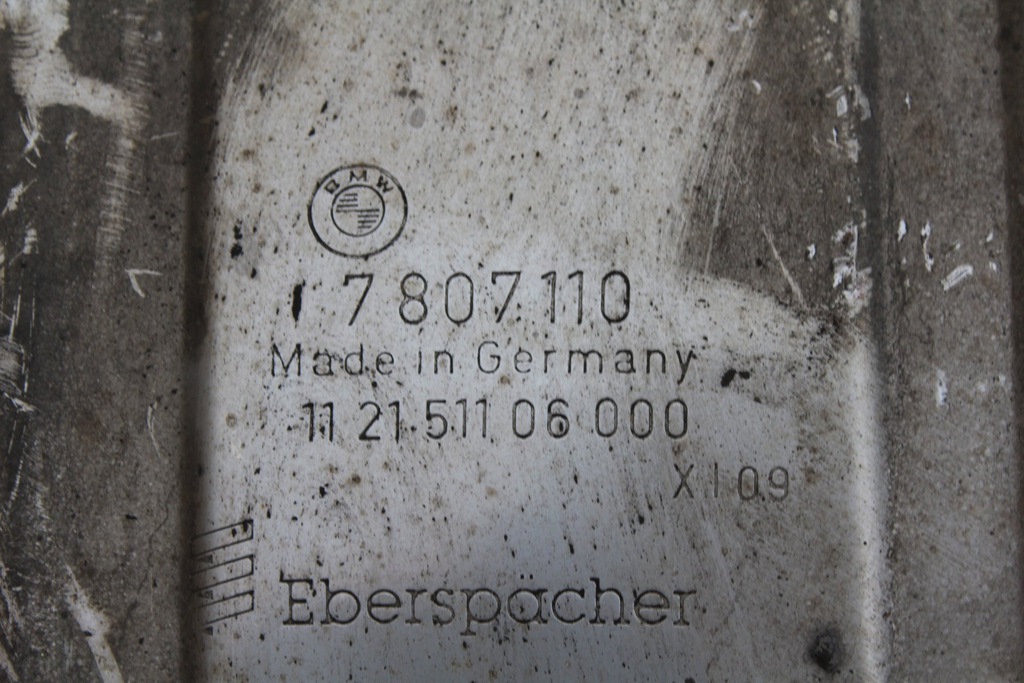 BMW
7 807 110
Made in Germany
11 21 511 06 000
X I 09
Eberspächer